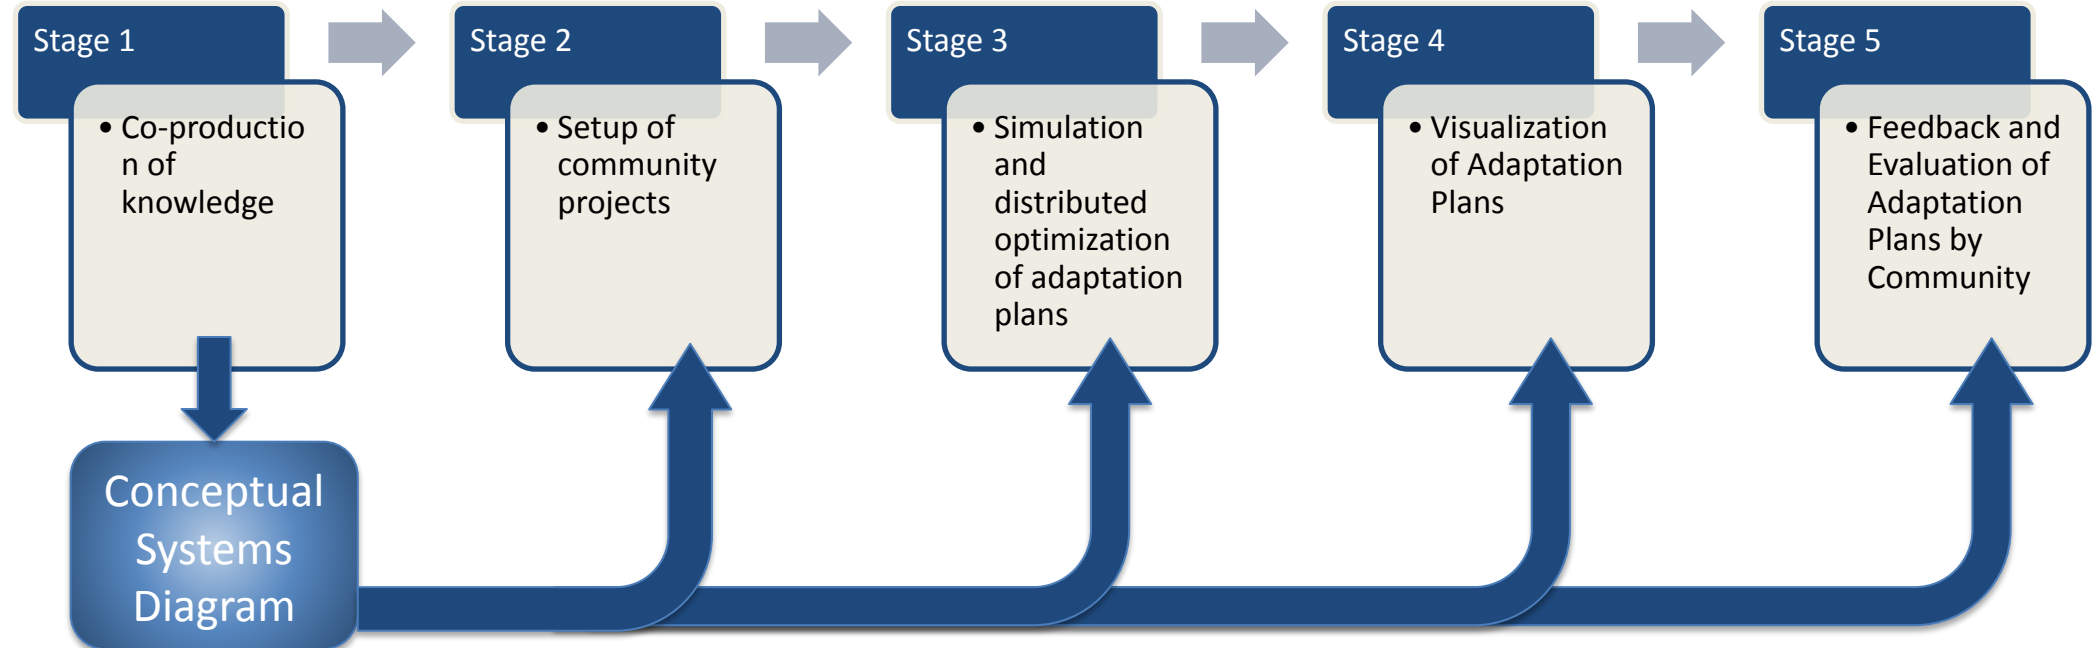 Stage 1
• Co-productio
n of
knowledge
Stage 2
• Setup of
community
projects
Stage 3
• Simulation
and
distributed
optimization
of adaptation
plans
Stage 4
• Visualization
of Adaptation
Plans
Stage 5
• Feedback and
Evaluation of
Adaptation
Plans by
Community
Conceptual
Systems
Diagram